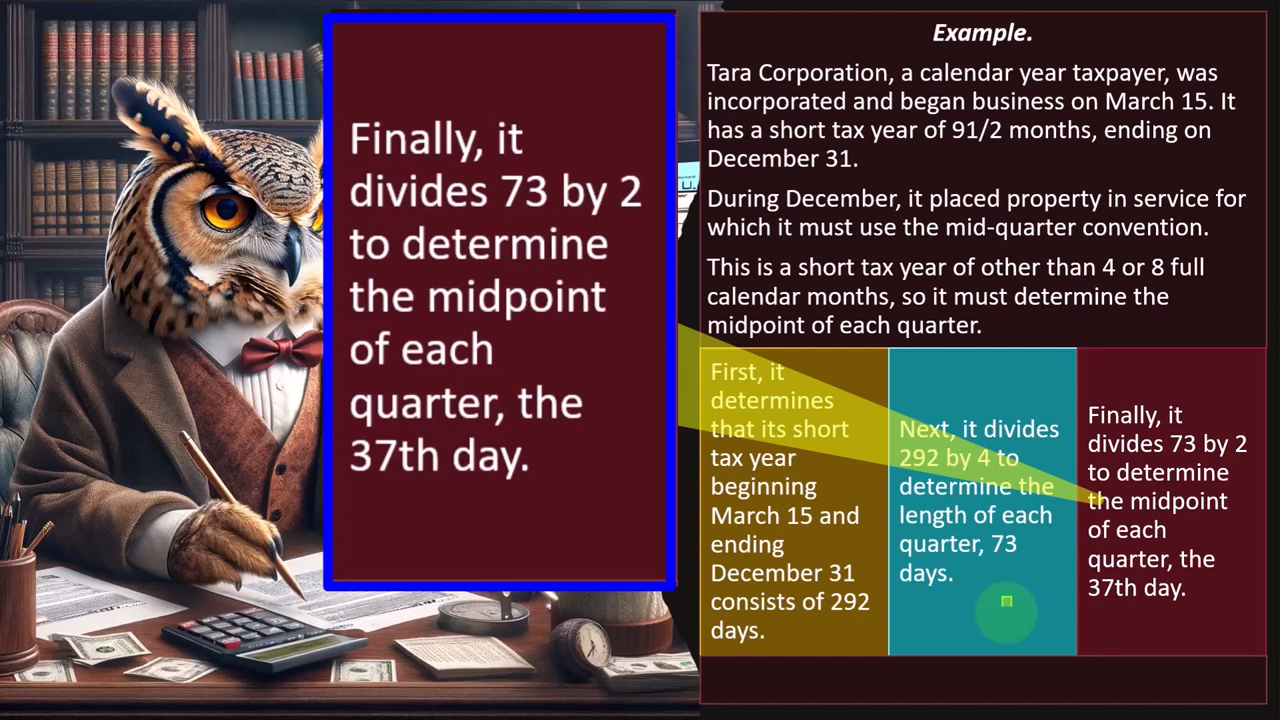 Finally, it
divides 73 by 2
to determine
the midpoint
of each
quarter, the
37th day.
U.
Example.
Tara Corporation, a calendar year taxpayer, was
incorporated and began business on March 15. It
has a short tax year of 91/2 months, ending on
December 31.
During December, it placed property in service for
which it must use the mid-quarter convention.
This is a short tax year of other than 4 or 8 full
calendar months, so it must determine the
midpoint of each quarter.
First, it
determines
that its short
tax year
beginning
March 15 and
ending
December 31
consists of 292
days.
Next, it divides
292 by 4 to
determine the
length of each
quarter, 73
days.
Finally, it
divides 73 by 2
to determine
the midpoint
of each
quarter, the
37th day.